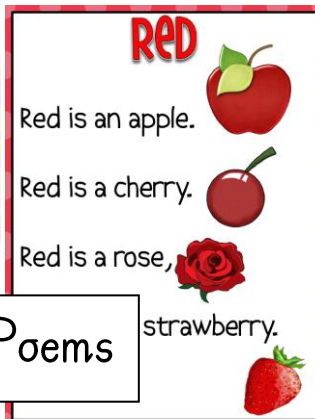 Red
Red is an apple.
Red is a cherry.
Red is a rose,
strawberry.
Poems